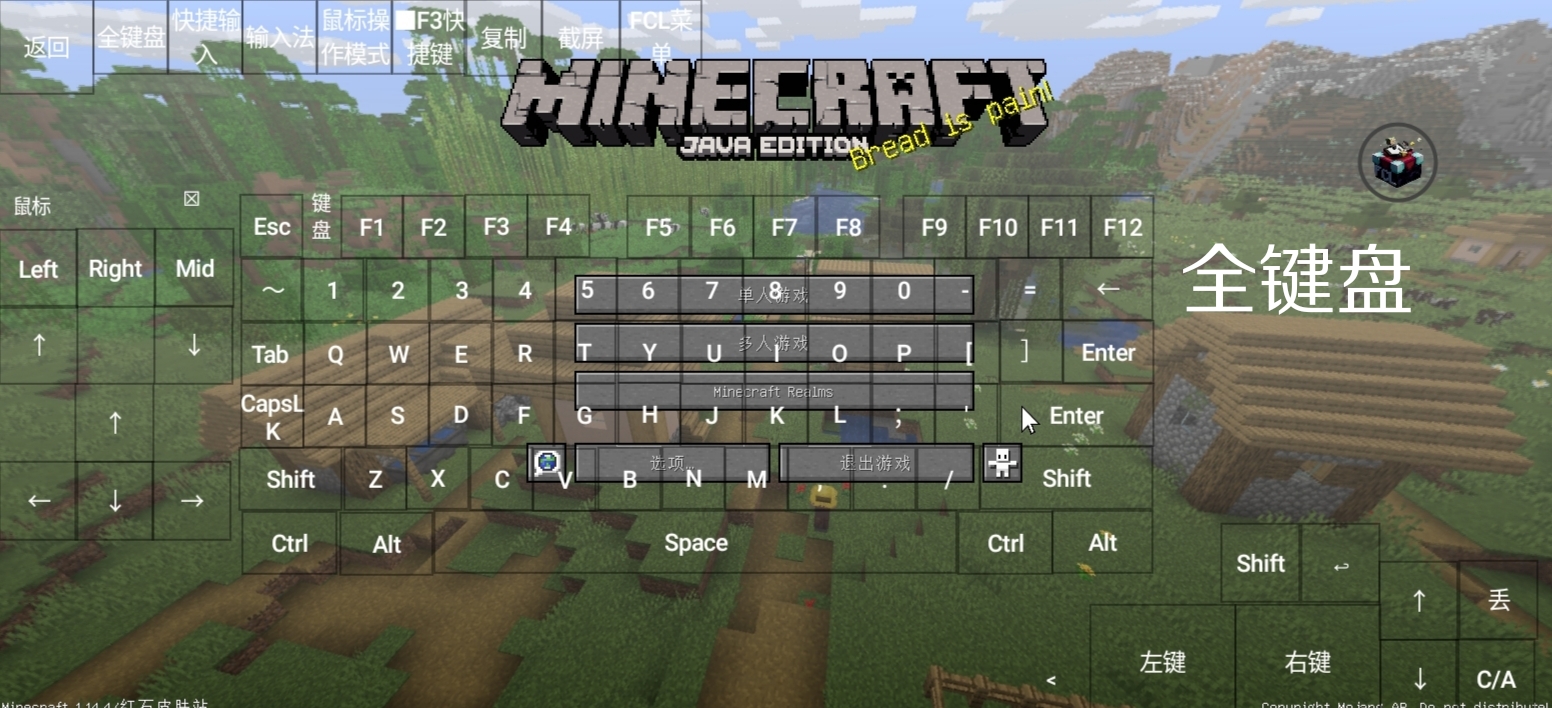 返回
全键盘
快捷输入
输入法
鼠标操作模式
■F3快捷键
复制
截屏
FCL菜单
MINECRAFT
JAVA EDITION
Bread is pain!
鼠标
☒
Left Right Mid
↑ ↓
↑
← ↓ →
Esc 键盘 F1 F2 F3 F4 F5 F6 F7 F8 F9 F10 F11 F12
全键盘
～ 1 2 3 4 5 6 7 8 9 0 - = ←
单人游戏
Tab Q W E R T Y U I O P [ ] Enter
多人游戏
Minecraft Realms
CapsLK A S D F G H J K L ; ' Enter
选项… 退出游戏
Shift Z X C V B N M , . / Shift
Ctrl Alt Space Ctrl Alt
Shift ↩
↑ 丢
左键 右键
< ↓ C/A
Minecraft 1.14.4/红石皮肤站
Copyright Mojang AB. Do not distribute!